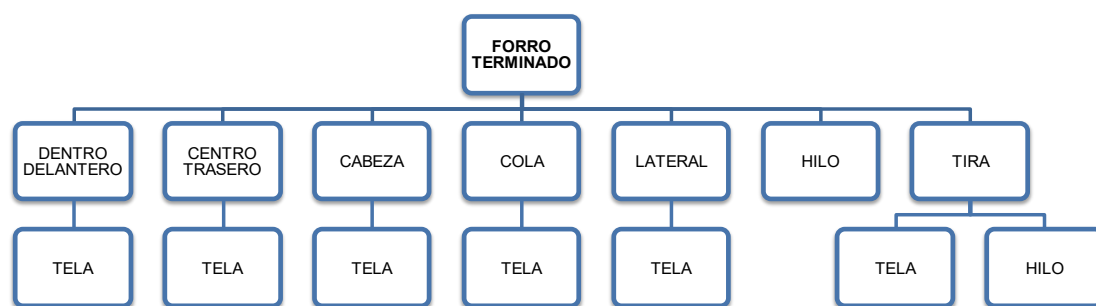 FORRO
TERMINADO
DENTRO
DELANTERO
CENTRO
TRASERO
CABEZA
COLA
LATERAL
HILO
TIRA
TELA
TELA
TELA
TELA
TELA
TELA
HILO